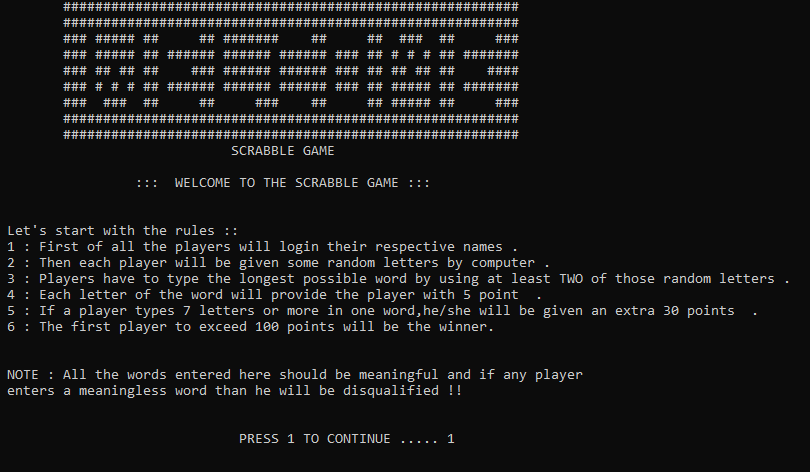 WELCOME
SCRABBLE GAME
::: WELCOME TO THE SCRABBLE GAME :::
Let's start with the rules ::
1 : First of all the players will login their respective names .
2 : Then each player will be given some random letters by computer .
3 : Players have to type the longest possible word by using at least TWO of those random letters .
4 : Each letter of the word will provide the player with 5 point  .
5 : If a player types 7 letters or more in one word,he/she will be given an extra 30 points  .
6 : The first player to exceed 100 points will be the winner.
NOTE : All the words entered here should be meaningful and if any player
enters a meaningless word than he will be disqualified !!
PRESS 1 TO CONTINUE ..... 1